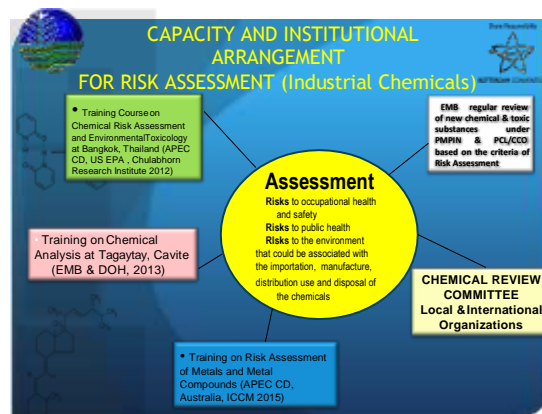 CAPACITY AND INSTITUTIONAL
ARRANGEMENT
FOR RISK ASSESSMENT (Industrial Chemicals)
• Training Course on
Chemical Risk Assessment
and EnvironmentalToxicology
at Bangkok, Thailand (APEC
CD, US EPA , Chulabhorn
Research Institute 2012)
EMB regular review
of new chemical & toxic
substances under
PMPIN & PCL/CCO
based on the criteria of
Risk Assessment
Assessment
Risks to occupational health
and safety
Risks to public health
RIsks to the environment
that could be associated with
the importation, manufacture,
distribution use and disposal of
the chemicals
• Training on Chemical
Analysis at Tagaytay, Cavite
(EMB & DOH, 2013)
CHEMICAL REVIEW
COMMITTEE
Local &International
Organizations
• Training on Risk Assessment
of Metals and Metal
Compounds (APEC CD,
Australia, ICCM 2015)